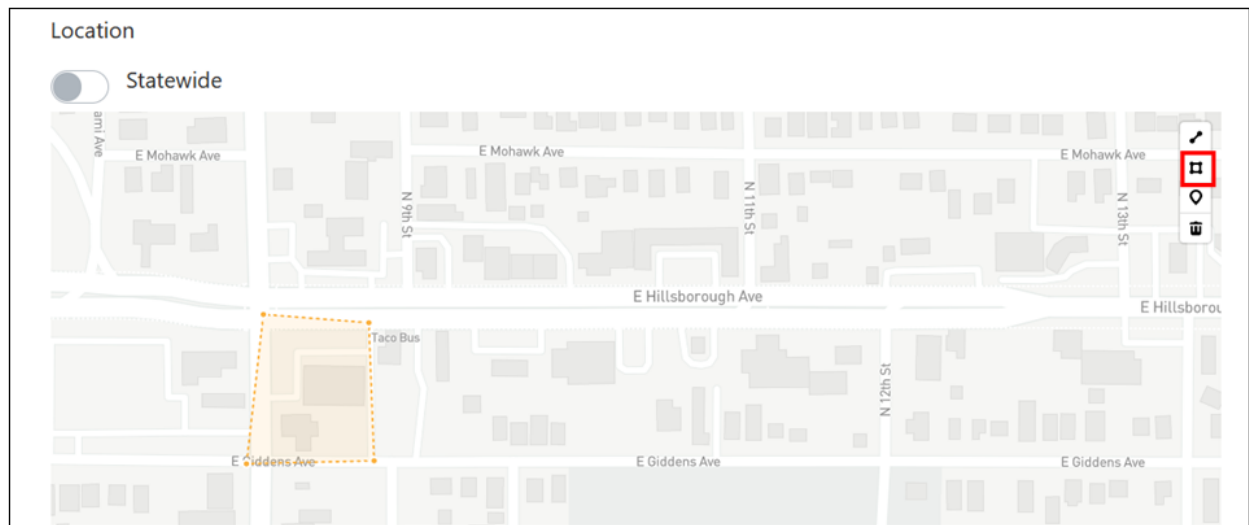 Location
Statewide
ami Ave
E Mohawk Ave
E Mohawk Ave
E Mohawk Ave
N 9th St
N 11th St
N 13th St
E Hillsborough Ave
E Hillsborou
Taco Bus
N 12th St
E Giddens Ave
E Giddens Ave
E Giddens Ave